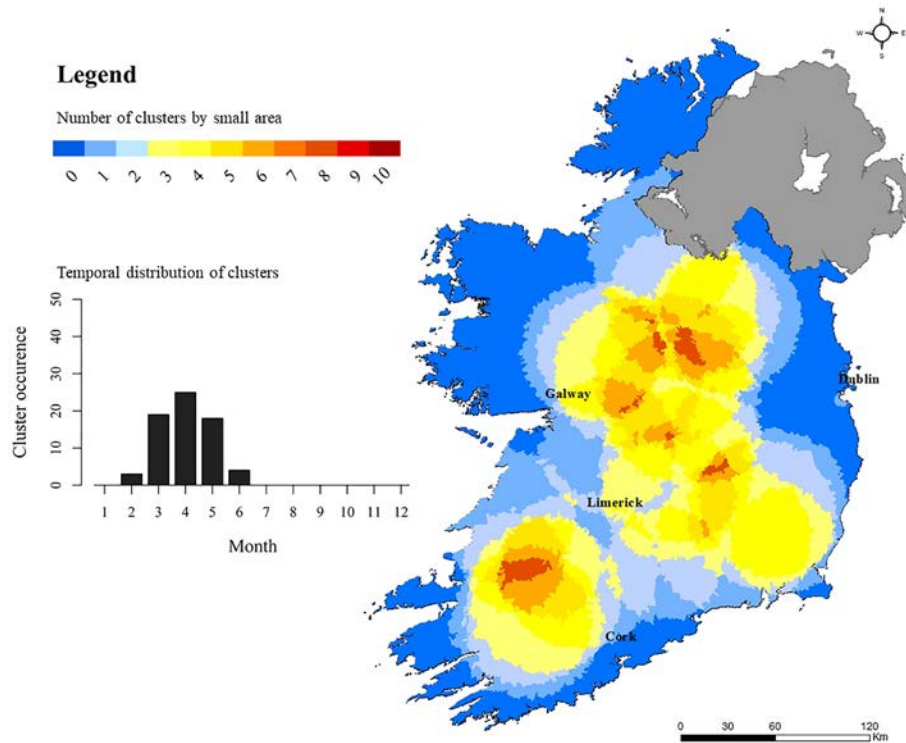 N
W E
S
Legend
Number of clusters by small area
0 1 2 3 4 5 6 7 8 9 10
Temporal distribution of clusters
Cluster occurence
50
40
30
20
10
0
1 2 3 4 5 6 7 8 9 10 11 12
Month
Dublin
Galway
Limerick
Cork
0 30 60 120
Km